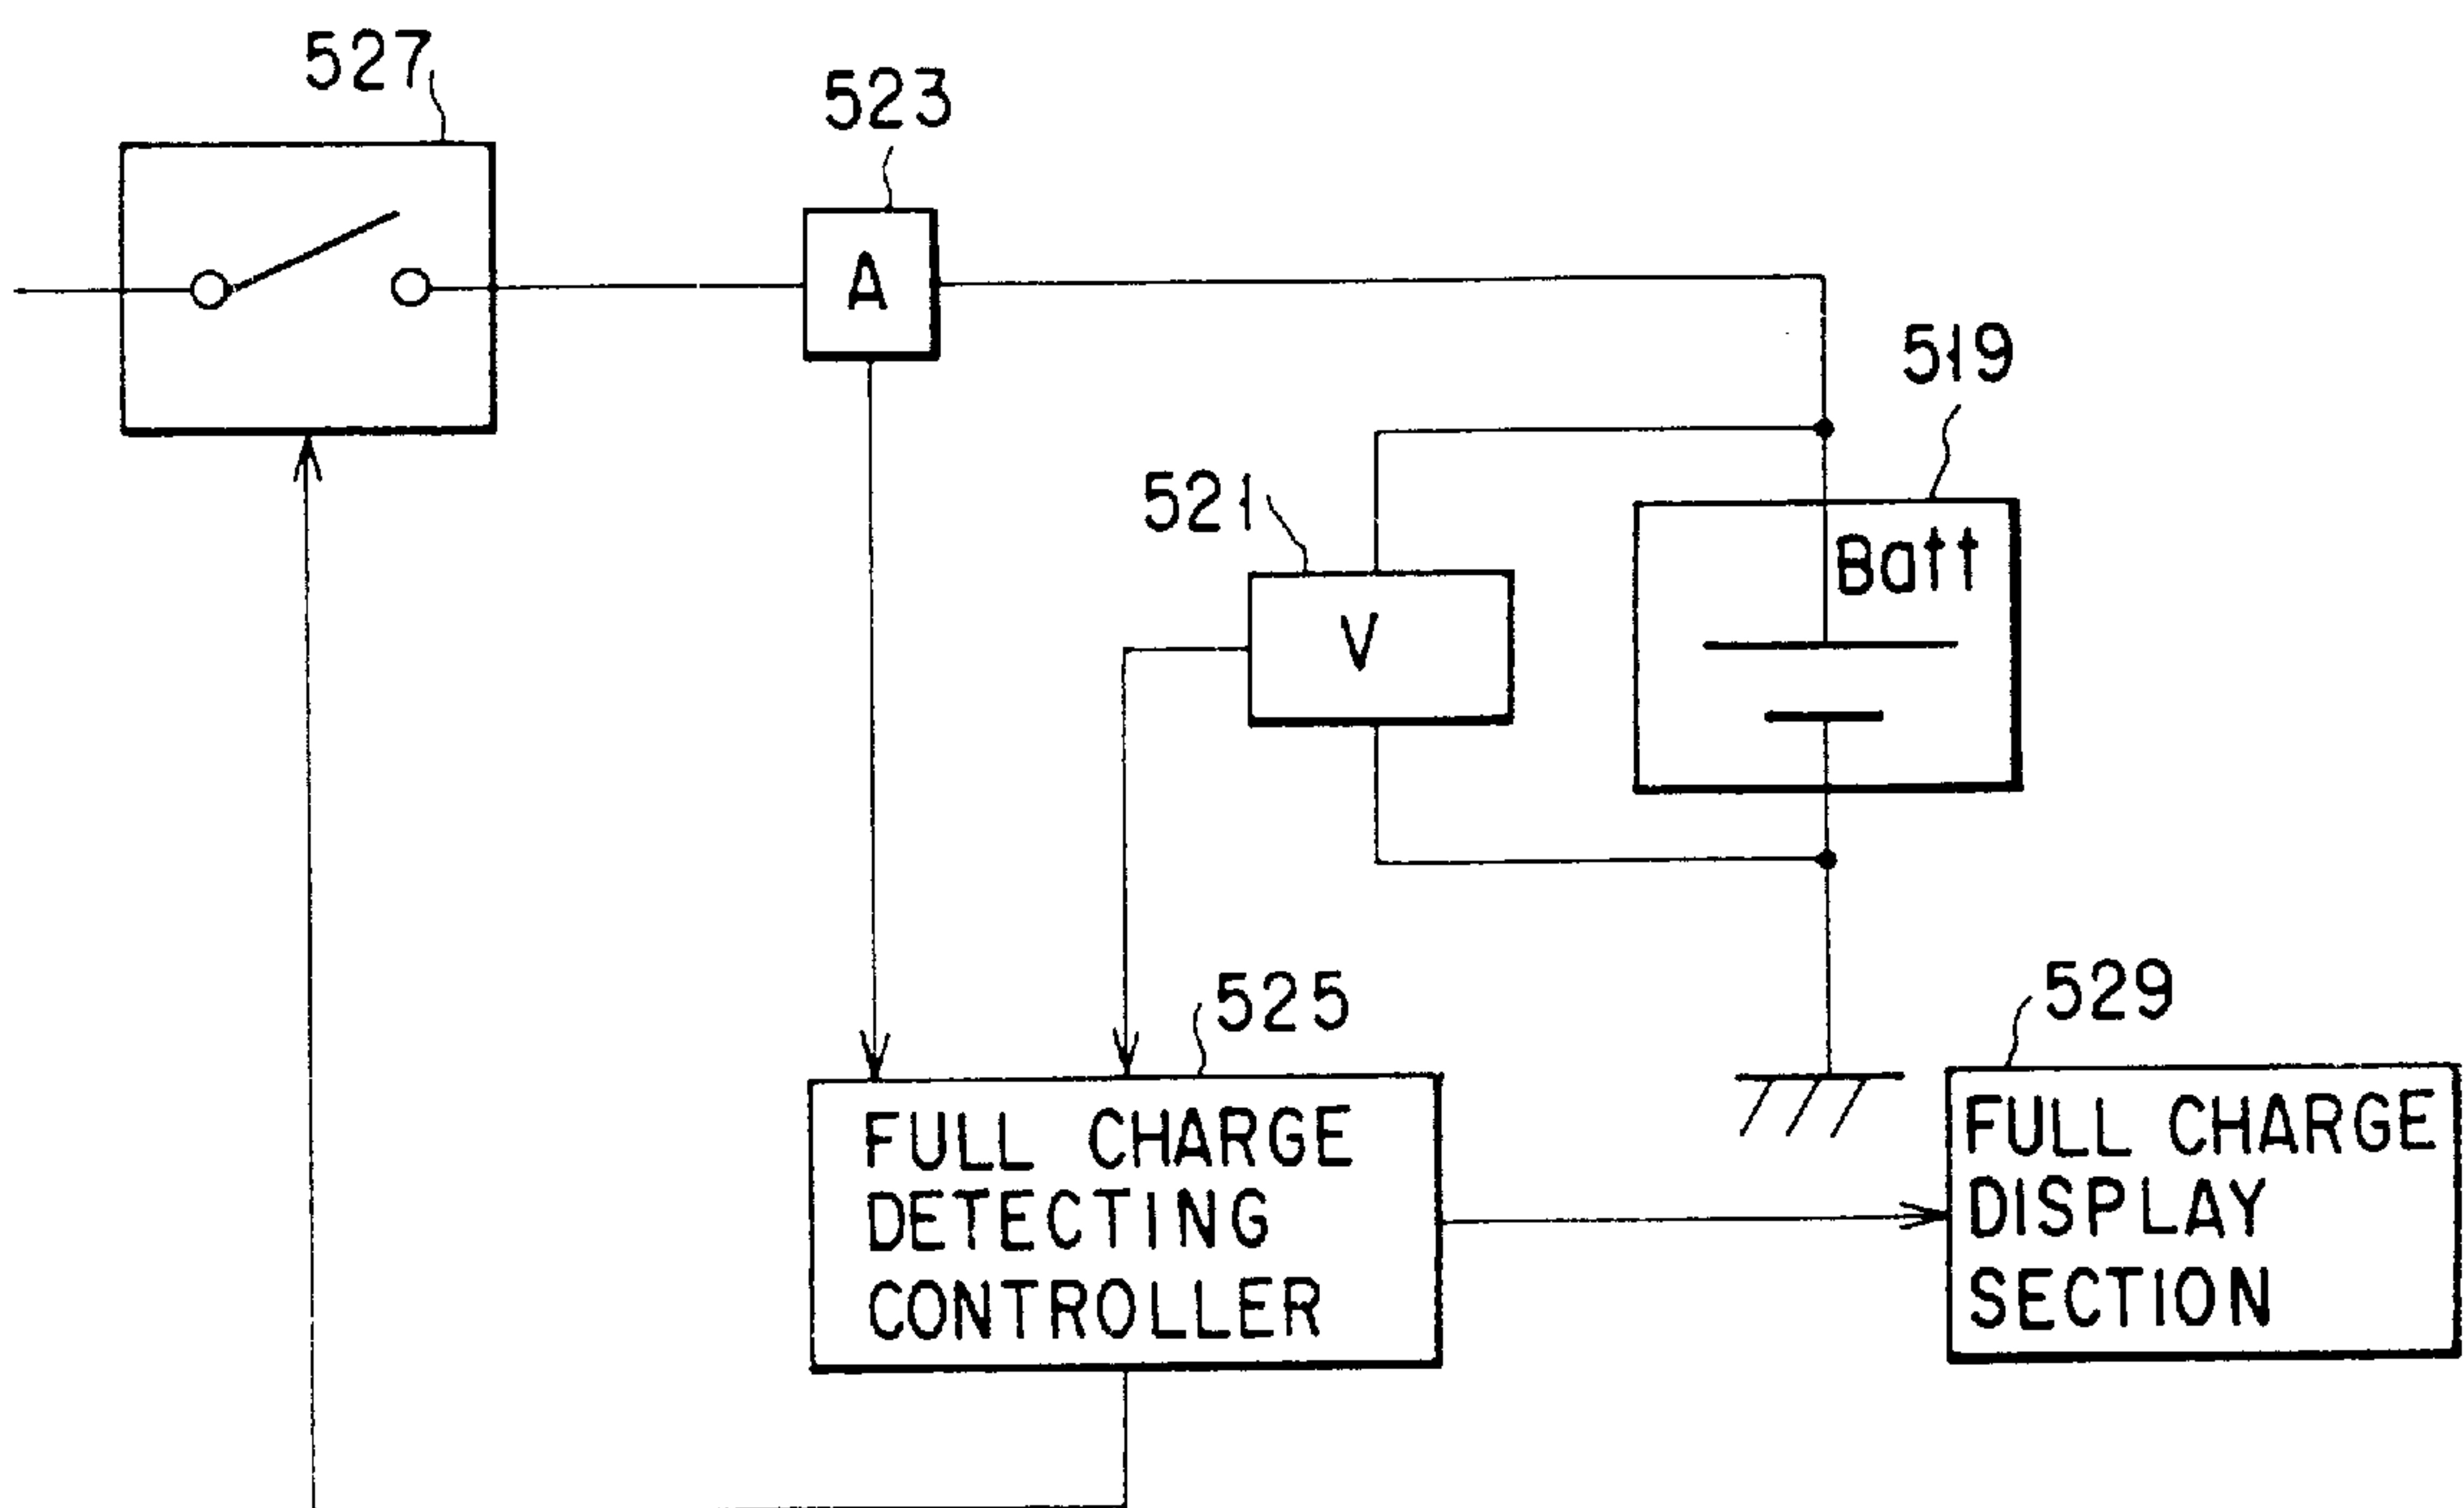 527
523
A
519
521
Batt
V
525
529
FULL CHARGE
DETECTING
CONTROLLER
FULL CHARGE
DISPLAY
SECTION